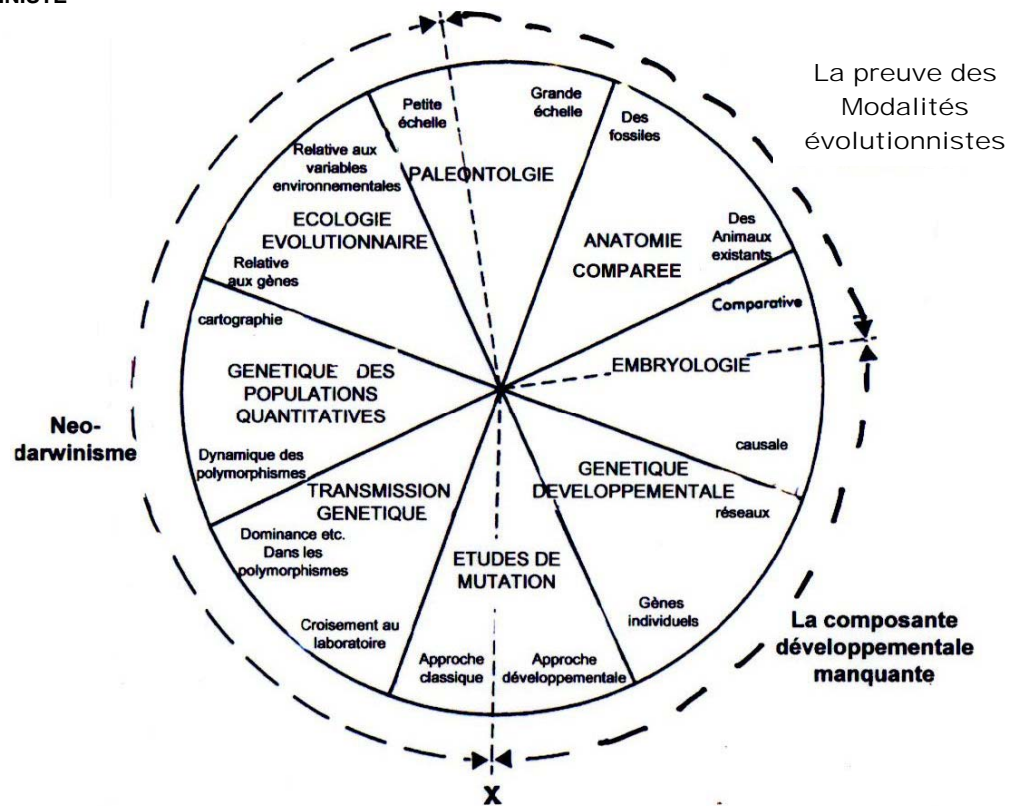 La preuve des
Modalités
évolutionnistes
Petite
échelle
Grande
échelle
PALEONTOLGIE
Des
fossiles
Des
Animaux
existants
ANATOMIE
COMPAREE
Comparative
EMBRYOLOGIE
causale
GENETIQUE
DEVELOPPEMENTALE
réseaux
Gènes
individuels
La composante
développementale
manquante
ETUDES DE
MUTATION
Approche
classique
Approche
développementale
X
TRANSMISSION
GENETIQUE
Dominance etc.
Dans les
polymorphismes
Croisement au
laboratoire
GENETIQUE DES
POPULATIONS
QUANTITATIVES
cartographie
Dynamique des
polymorphismes
Neo-
darwinisme
Relative aux
variables
environnementales
ECOLOGIE
EVOLUTIONNAIRE
Relative
aux gènes